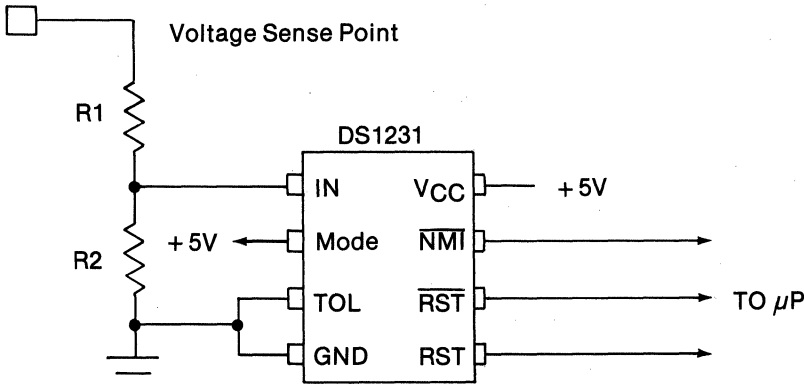 Voltage Sense Point
R1
DS1231
IN
VCC
+5V
+5V
Mode
NMI
R2
TOL
RST
TO μP
GND
RST